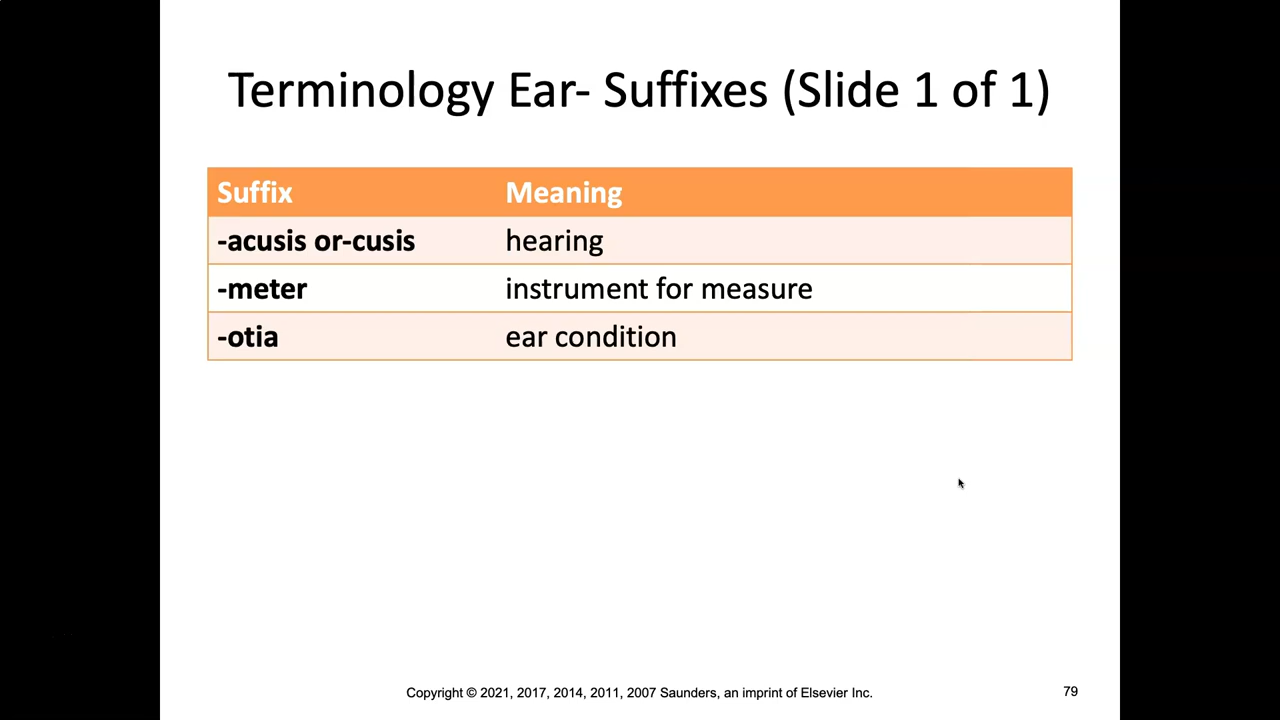 Terminology Ear- Suffixes (Slide 1 of 1)
Suffix Meaning
-acusis or-cusis hearing
-meter instrument for measure
-otia ear condition
Copyright © 2021, 2017, 2014, 2011, 2007 Saunders, an imprint of Elsevier Inc. 79